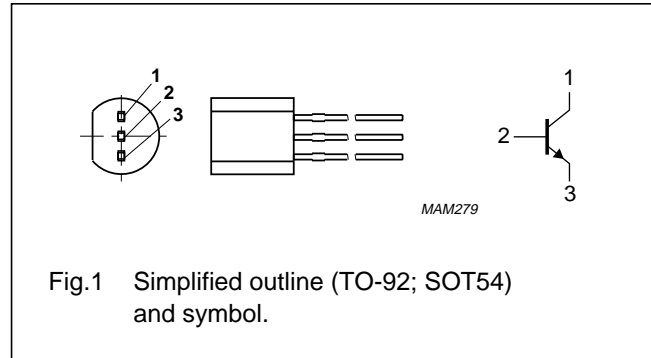 1
2
3
1
2
3
MAM279
Fig.1 Simplified outline (TO-92; SOT54)
and symbol.